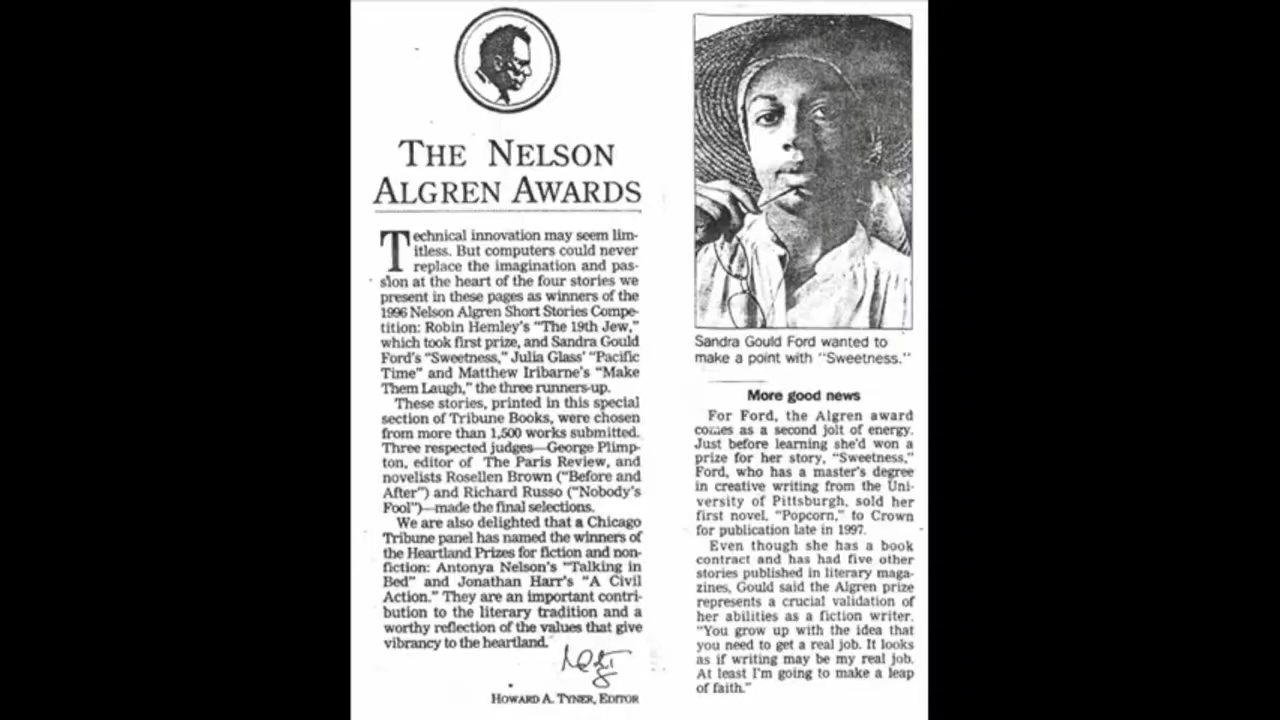 THE NELSON
ALGREN AWARDS
Technical innovation may seem lim-
itless. But computers could never
replace the imagination and pas-
sion at the heart of the four stories we
present in these pages as winners of the
1996 Nelson Algren Short Stories Compe-
tition: Robin Hemley's "The 19th Jew,"
which took first prize, and Sandra Gould
Ford's "Sweetness," Julia Glass' "Pacific
Time" and Matthew Iribarne's "Make
Them Laugh," the three runners-up.
These stories, printed in this special
section of Tribune Books, were chosen
from more than 1,500 works submitted.
Three respected judges—George Plimp-
ton, editor of The Paris Review, and
novelists Rosellen Brown ("Before and
After") and Richard Russo ("Nobody's
Fool")—made the final selections.
We are also delighted that a Chicago
Tribune panel has named the winners of
the Heartland Prizes for fiction and non-
fiction: Antonya Nelson's "Talking in
Bed" and Jonathan Harr's "A Civil
Action." They are an important contri-
bution to the literary tradition and a
worthy reflection of the values that give
vibrancy to the heartland.
HOWARD A. TYNER, EDITOR
Sandra Gould Ford wanted to
make a point with "Sweetness."
More good news
For Ford, the Algren award
comes as a second jolt of energy.
Just before learning she'd won a
prize for her story, "Sweetness,"
Ford, who has a master's degree
in creative writing from the Uni-
versity of Pittsburgh, sold her
first novel, "Popcorn," to Crown
for publication late in 1997.
Even though she has a book
contract and has had five other
stories published in literary maga-
zines, Gould said the Algren prize
represents a crucial validation of
her abilities as a fiction writer.
"You grow up with the idea that
you need to get a real job. It looks
as if writing may be my real job.
At least I'm going to make a leap
of faith."